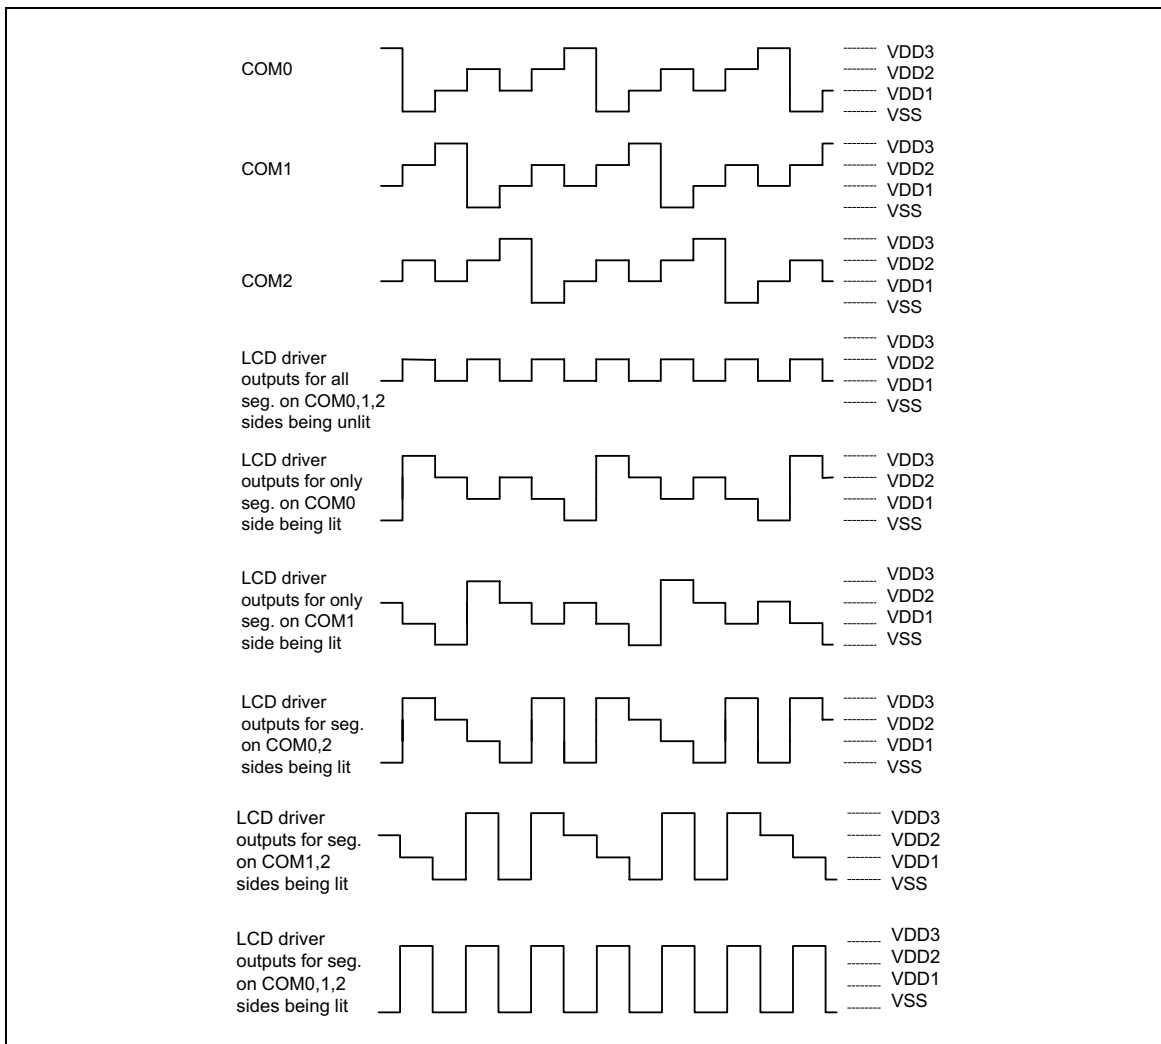 COM0
VDD3
VDD2
VDD1
VSS
COM1
VDD3
VDD2
VDD1
VSS
COM2
VDD3
VDD2
VDD1
VSS
LCD driver
outputs for all
seg. on COM0,1,2
sides being unlit
VDD3
VDD2
VDD1
VSS
LCD driver
outputs for only
seg. on COM0
side being lit
VDD3
VDD2
VDD1
VSS
LCD driver
outputs for only
seg. on COM1
side being lit
VDD3
VDD2
VDD1
VSS
LCD driver
outputs for seg.
on COM0,2
sides being lit
VDD3
VDD2
VDD1
VSS
LCD driver
outputs for seg.
on COM1,2
sides being lit
VDD3
VDD2
VDD1
VSS
LCD driver
outputs for seg.
on COM0,1,2
sides being lit
VDD3
VDD2
VDD1
VSS